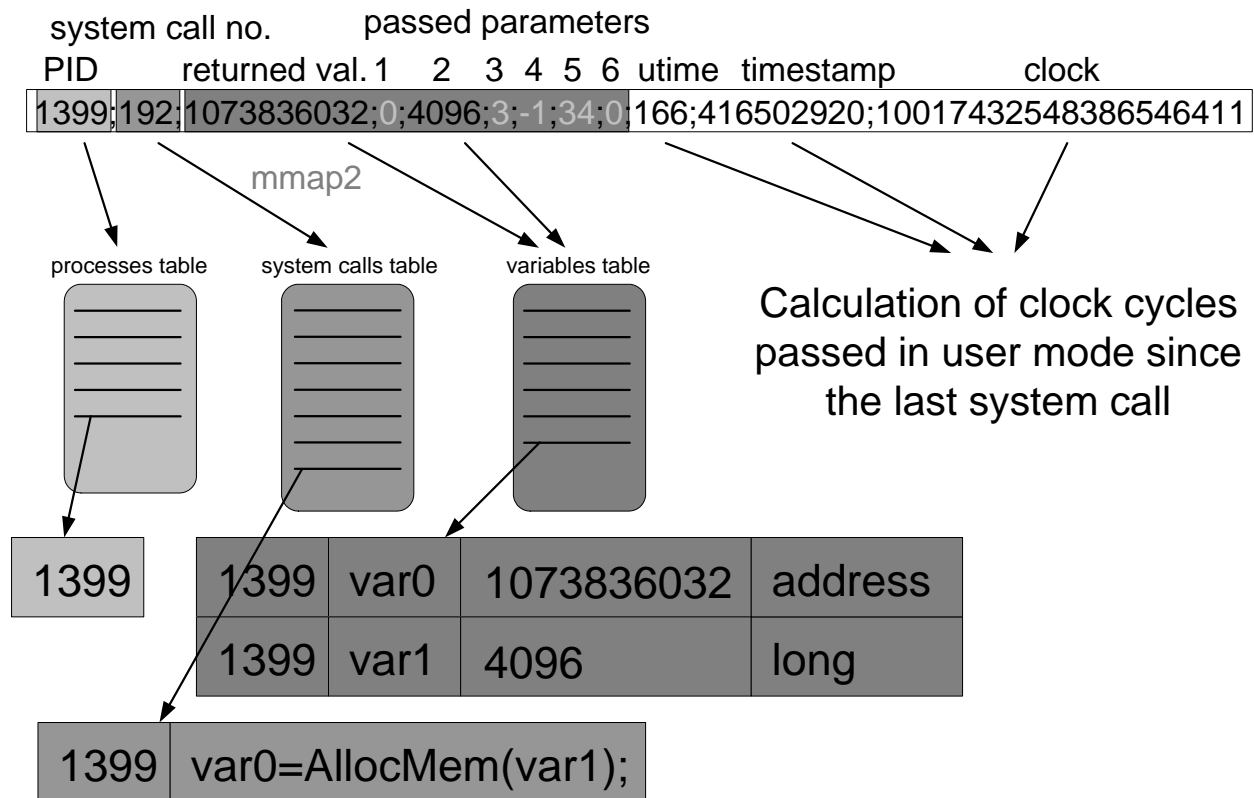 system call no. passed parameters
PID returned val. 1 2 3 4 5 6 utime timestamp clock
1399;192;1073836032;0;4096;3;-1;34;0;166;416502920;10017432548386546411
mmap2
processes table system calls table variables table
Calculation of clock cycles
passed in user mode since
the last system call
1399
1399 var0 1073836032 address
1399 var1 4096 long
1399 var0=AllocMem(var1);